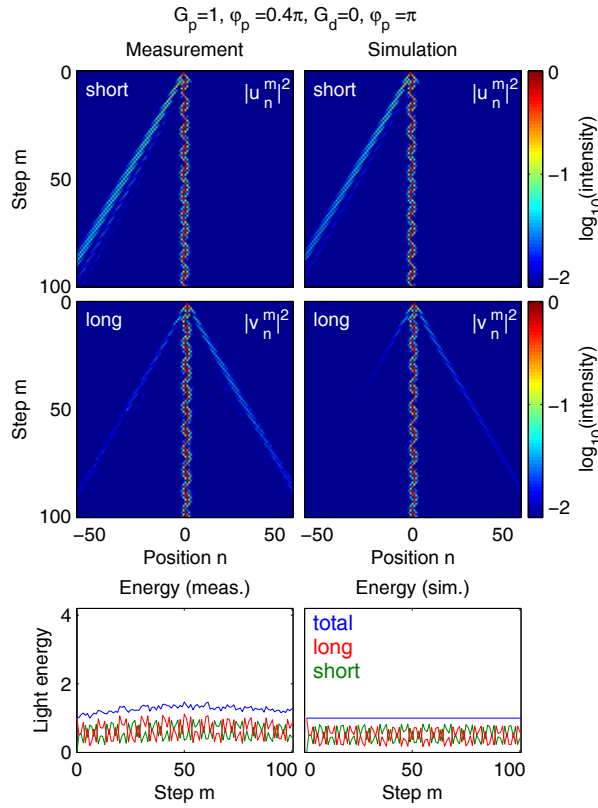 G_p=1, φ_p=0.4π, G_d=0, φ_p=π
Measurement Simulation
0 short |u_n^m|^2 short |u_n^m|^2 0
Step m 50 -1 log_10(intensity)
100 -2
0 long |v_n^m|^2 long |v_n^m|^2 0
Step m 50 -1 log_10(intensity)
100 -2
-50 0 50 -50 0 50
Position n Position n
Energy (meas.) Energy (sim.)
4 total
Light energy 2 long
short
0
0 50 100 0 50 100
Step m Step m